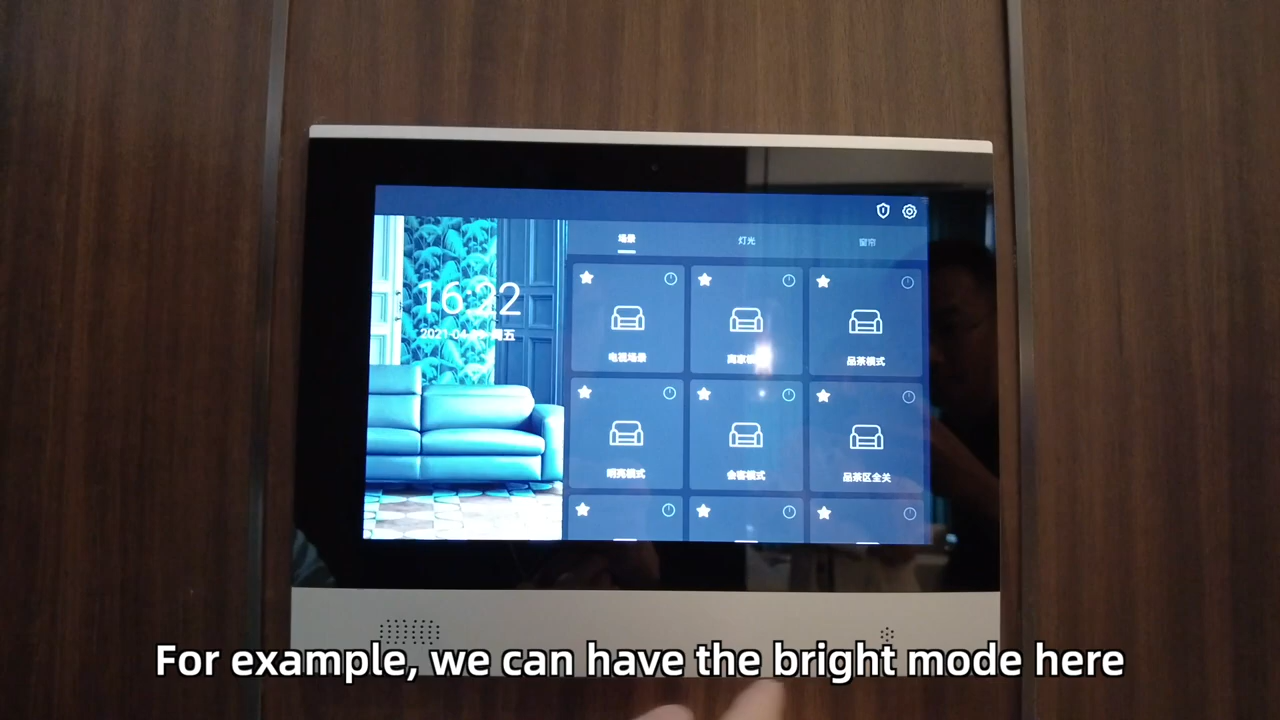 场景 灯光 窗帘
16:22
周五
电视场景
品茶模式
明亮模式 会客模式 品茶区全关
For example, we can have the bright mode here